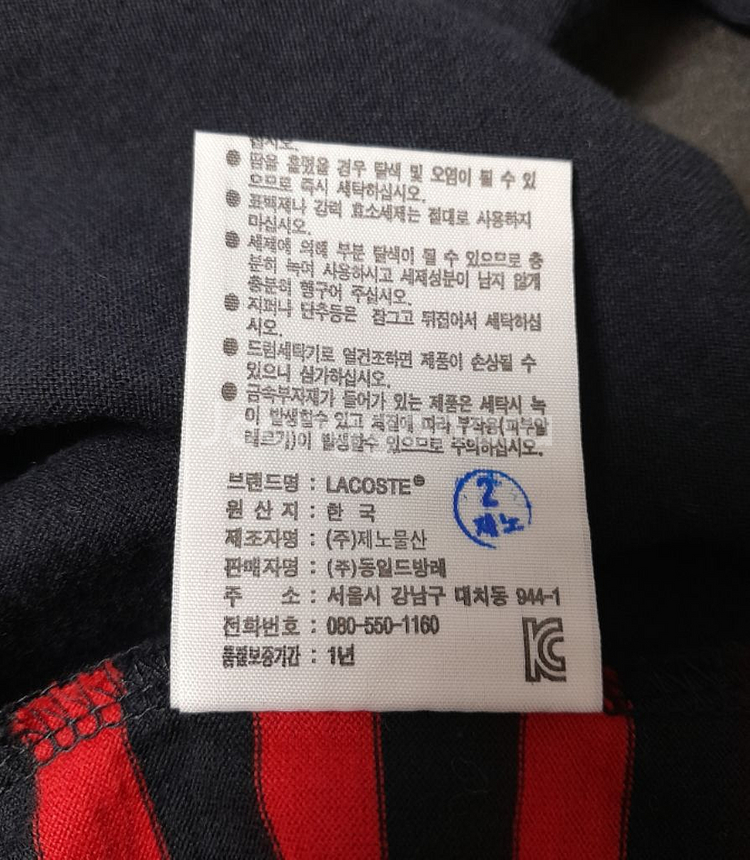 십시오.
● 땀을 흘렸을 경우 탈색 및 오염이 될 수 있
으므로 즉시 세탁하십시오.
● 표백제나 강력 효소세제는 절대로 사용하지
마십시오.
● 세제에 의해 부분 탈색이 될 수 있으므로 충
분히 녹여 사용하시고 세제성분이 남지 않게
충분히 헹구어 주십시오.
● 지퍼나 단추등은 잠그고 뒤집어서 세탁하십
시오.
● 드럼세탁기로 열건조하면 제품이 손상될 수
있으니 삼가하십시오.
● 금속부자재가 들어가 있는 제품은 세탁시 녹
이 발생할수 있고 체질에 따라 부작용(피부알
레르기)이 발생할수 있으므로 주의하십시오.
브랜드명 : LACOSTE®
원 산 지 : 한 국
제조자명 : (주)제노물산
판매자명 : (주)동일드방레
주 소 : 서울시 강남구 대치동 944-1
전화번호 : 080-550-1160
품질보증기간 : 1년
2
제노
KC